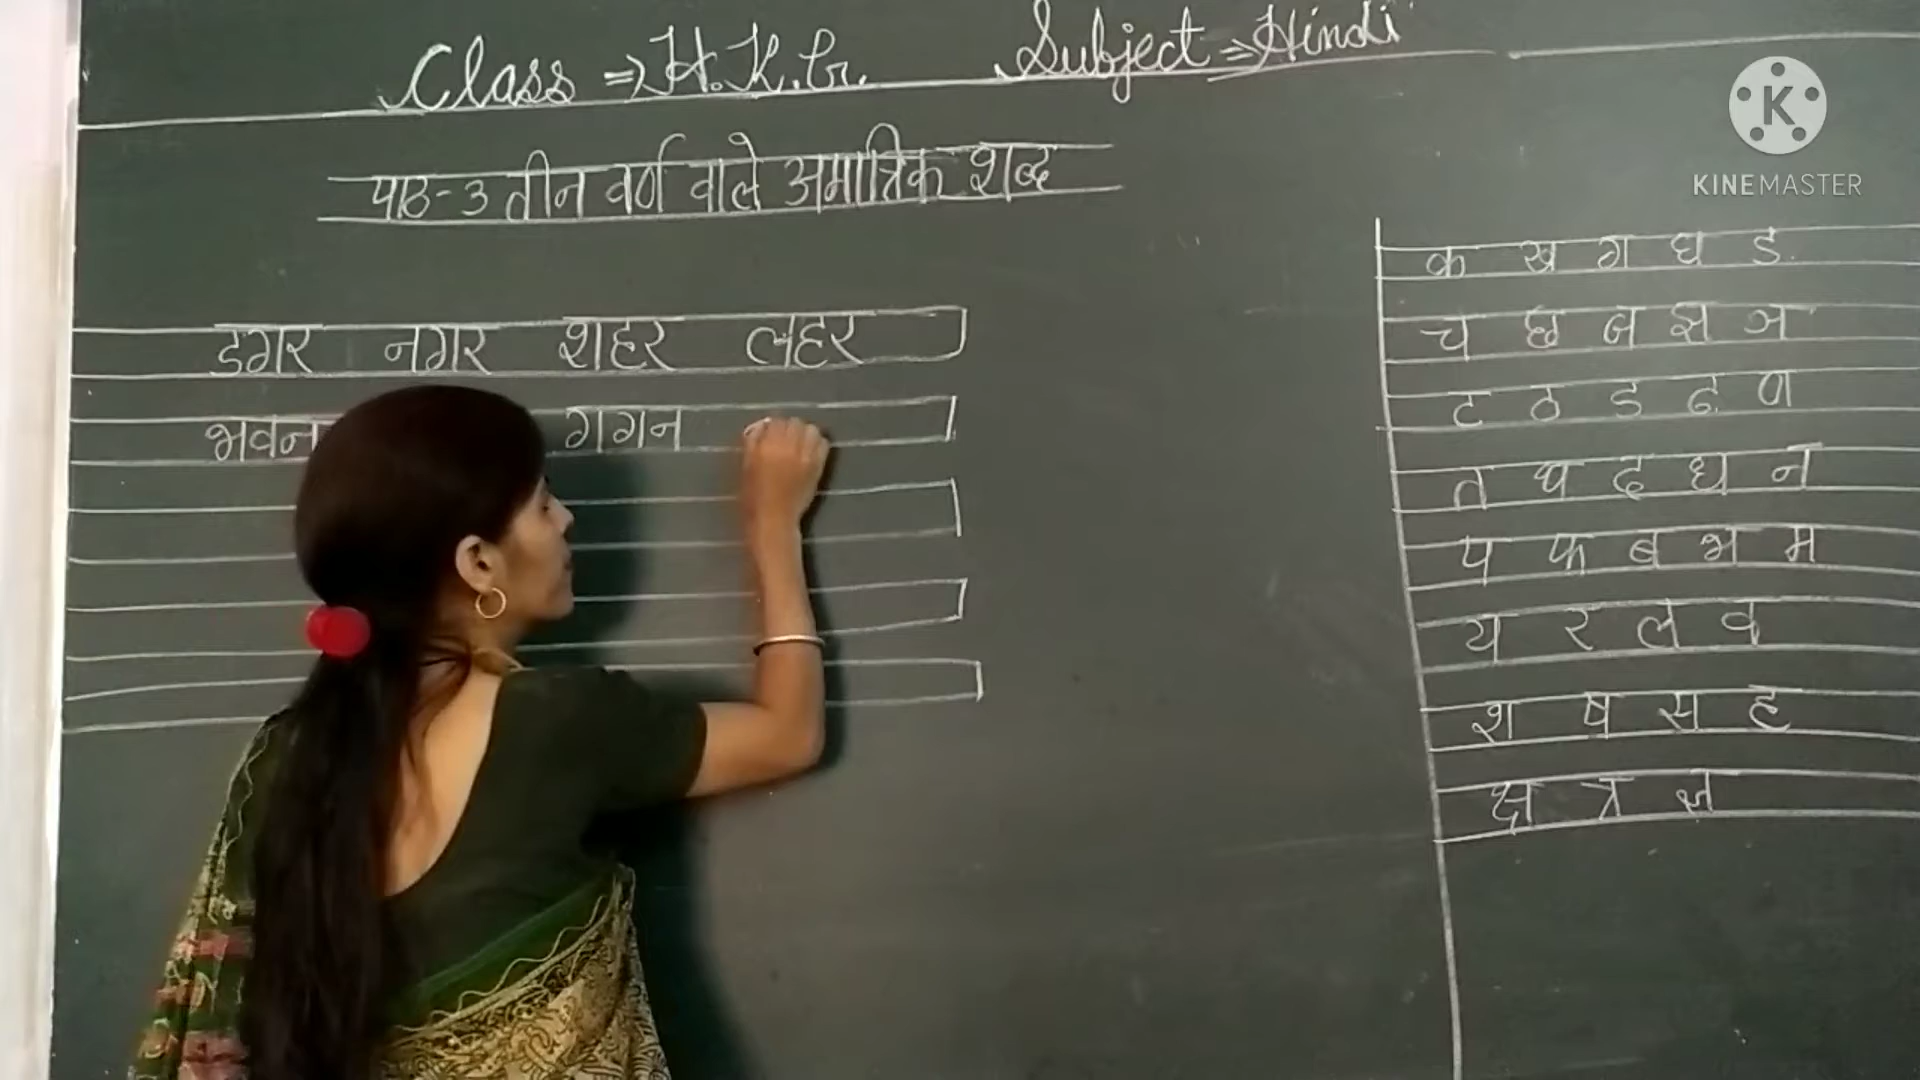 Class ⇒ H.K.G. Subject ⇒ Hindi
पाठ-3 तीन वर्ण वाले अमात्रिक शब्द
डगर नगर शहर लहर
भवन गगन
क ख ग घ ड.
च छ ज झ ञ
ट ठ ड ढ ण
त थ द ध न
प फ ब भ म
य र ल व
श ष स ह
क्ष त्र ज्ञ
K
KINEMASTER